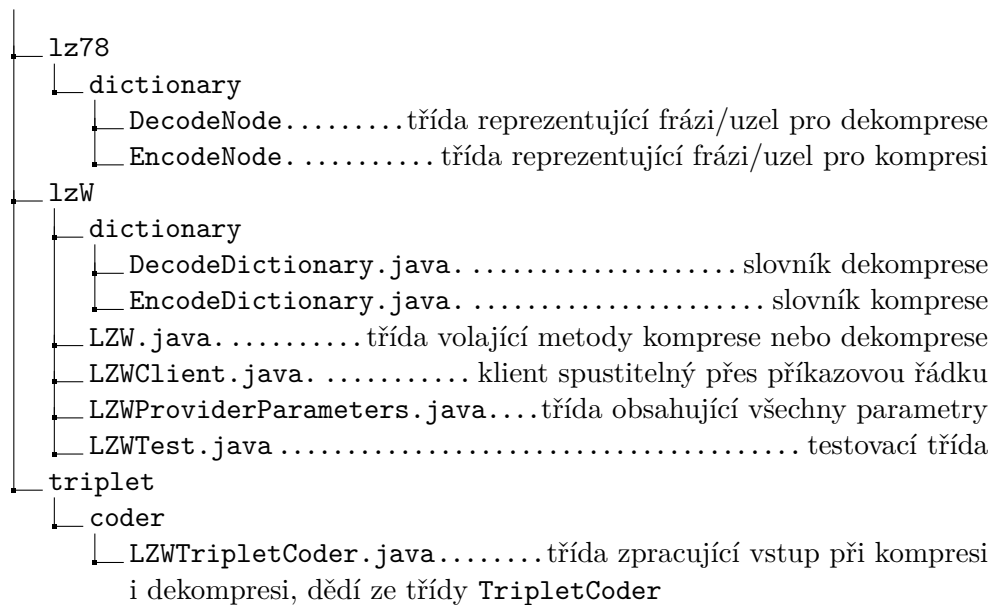 lz78
dictionary
DecodeNode.........třída reprezentující frázi/uzel pro dekomprese
EncodeNode. .......... třída reprezentující frázi/uzel pro kompresi
lzW
dictionary
DecodeDictionary.java. .................... slovník dekomprese
EncodeDictionary.java. ...................... slovník komprese
LZW.java. ..........třída volající metody komprese nebo dekomprese
LZWClient.java. ........... klient spustitelný přes příkazovou řádku
LZWProviderParameters.java....třída obsahující všechny parametry
LZWTest.java ....................................... testovací třída
triplet
coder
LZWTripletCoder.java........třída zpracující vstup při kompresi
i dekompresi, dědí ze třídy TripletCoder